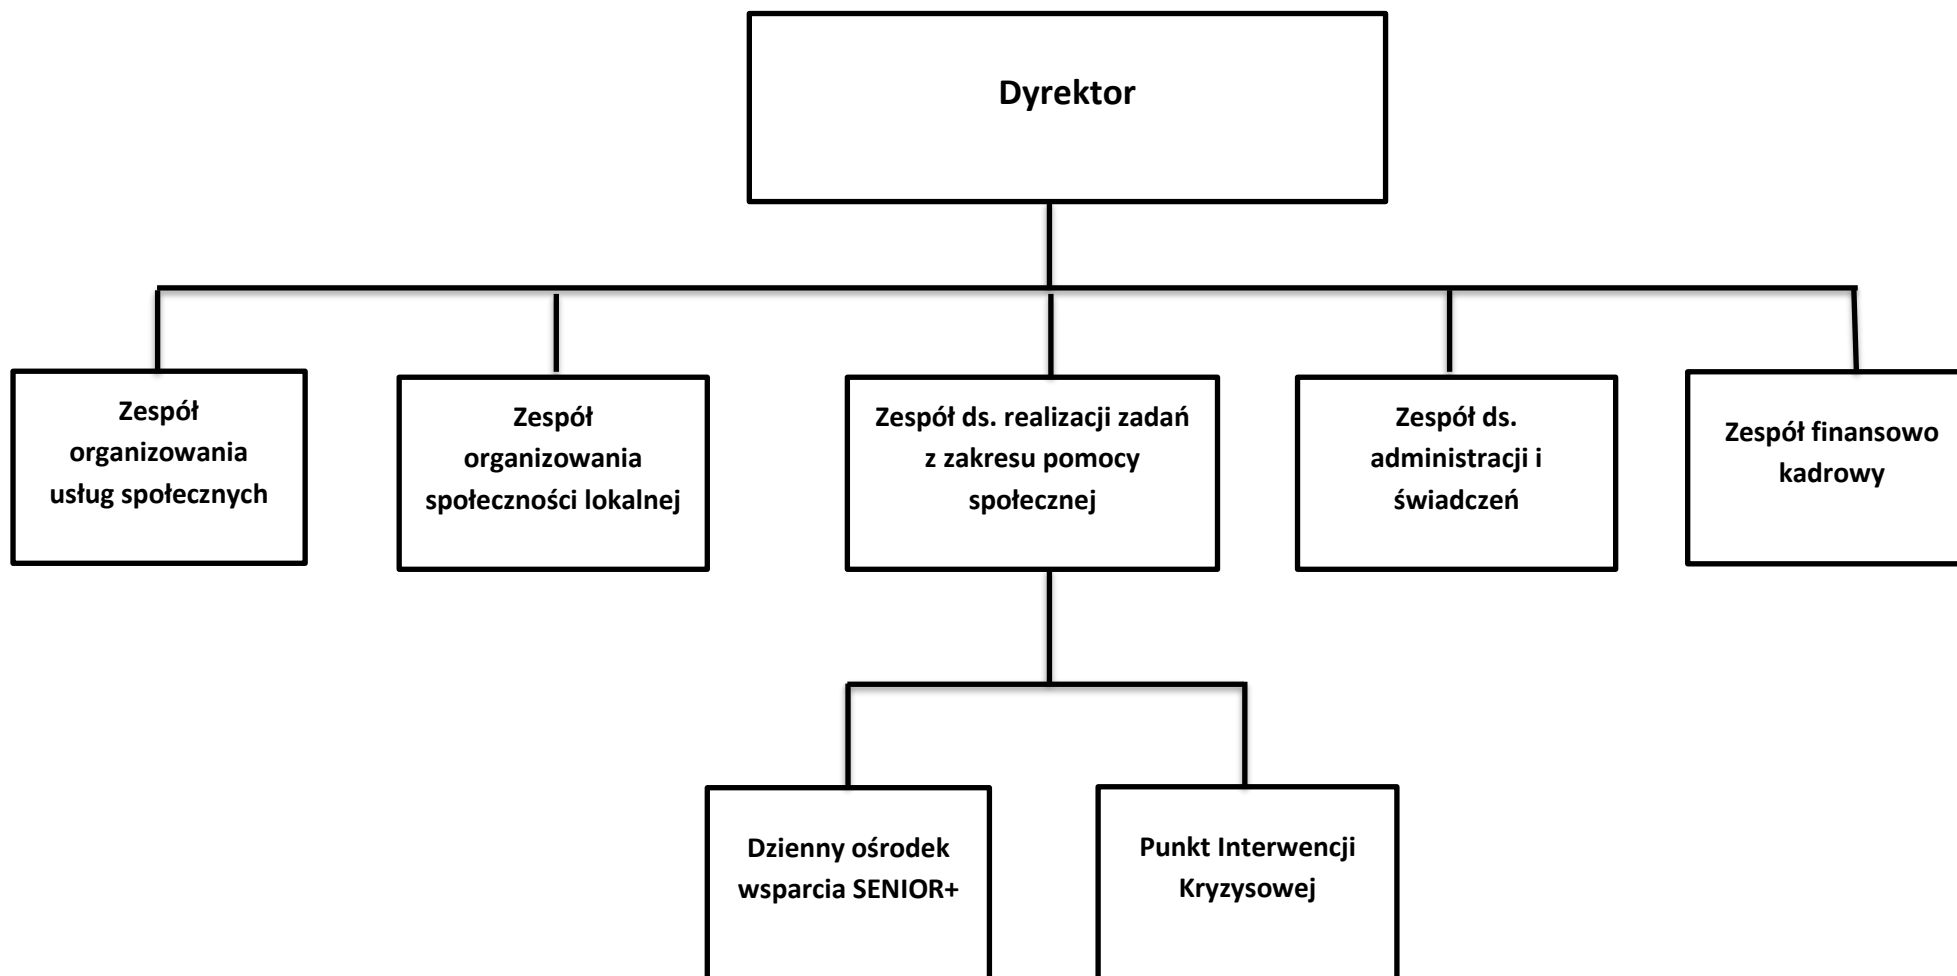 Dyrektor
Zespół
organizowania
usług społecznych
Zespół
organizowania
społeczności lokalnej
Zespół ds. realizacji zadań
z zakresu pomocy
społecznej
Zespół ds.
administracji i
świadczeń
Zespół finansowo
kadrowy
Dzienny ośrodek
wsparcia SENIOR+
Punkt Interwencji
Kryzysowej